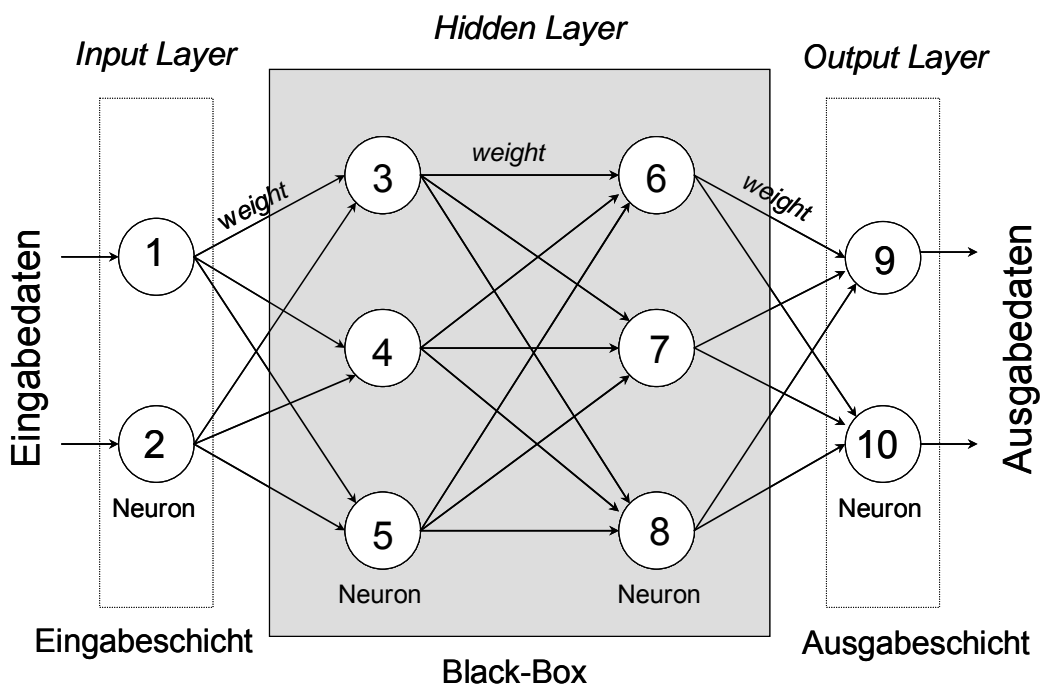 Hidden Layer
Input Layer
Output Layer
weight
weight
weight
3
6
1
9
Eingabedaten
Ausgabedaten
4
7
2
10
Neuron
Neuron
5
8
Neuron
Neuron
Eingabeschicht
Ausgabeschicht
Black-Box